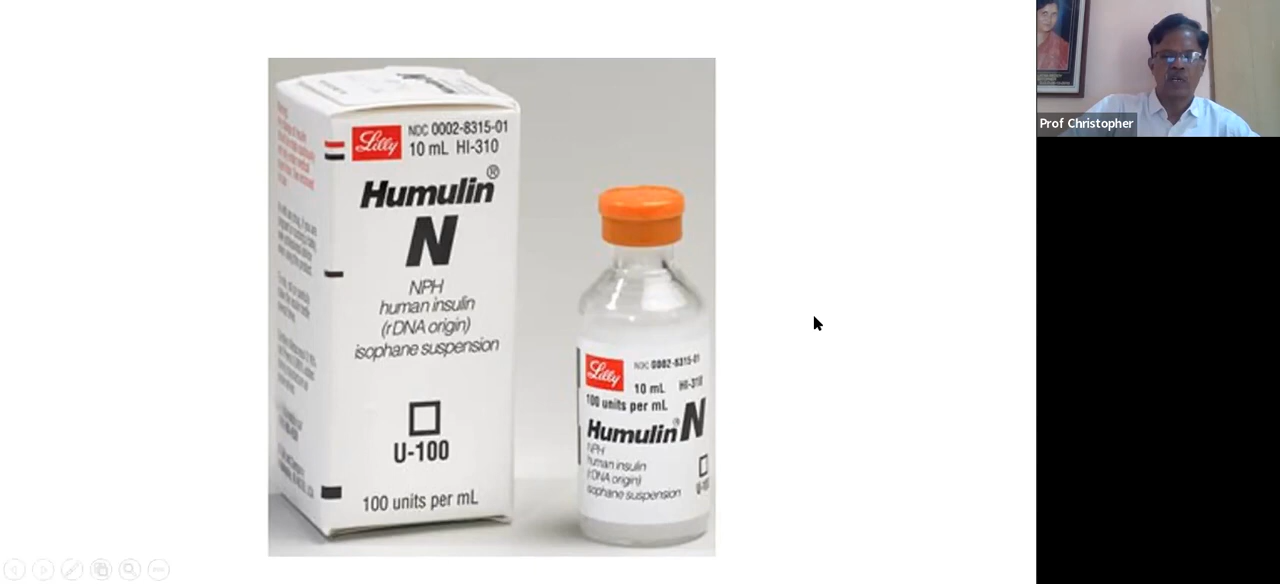 Humulin
Lilly
NDC 0002-8315-01
10 mL HI-310
Humulin®
N
NPH
human insulin
(rDNA origin)
isophane suspension
U-100
100 units per mL
Lilly
NDC 0002-8315-01
10 mL HI-310
100 units per mL
Humulin® N
NPH
human insulin
(rDNA origin)
isophane suspension
Prof Christopher